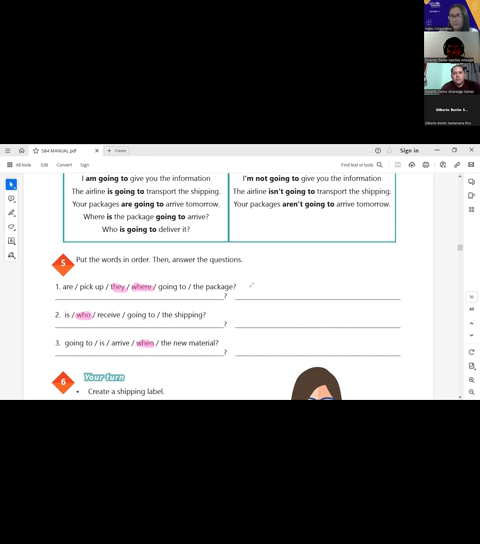 Gilberto Benito S...
SB4 MANUAL.pdf
Create
Sign in
All tools
Edit
Convert
Sign
Find text or tools
I am going to give you the information
I'm not going to give you the information
The airline is going to transport the shipping.
The airline isn't going to transport the shipping.
Your packages are going to arrive tomorrow.
Your packages aren't going to arrive tomorrow.
Where is the package going to arrive?
Who is going to deliver it?
5 Put the words in order. Then, answer the questions.
1. are / pick up / they / where / going to / the package?
?
2. is / who / receive / going to / the shipping?
?
3. going to / is / arrive / when / the new material?
?
6 Your turn
• Create a shipping label.